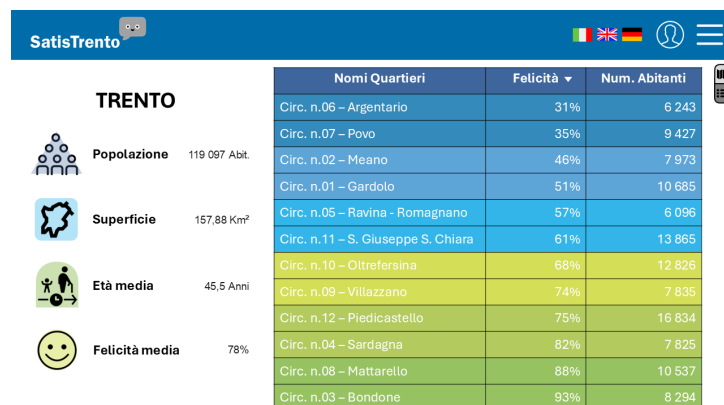 SatisTrento
TRENTO
Popolazione 119 097 Abit.
Superficie 157,88 Km²
Età media 45,5 Anni
Felicità media 78%
Nomi Quartieri Felicità ▼ Num. Abitanti
Circ. n.06 – Argentario 31% 6 243
Circ. n.07 – Povo 35% 9 427
Circ. n.02 – Meano 46% 7 973
Circ. n.01 – Gardolo 51% 10 685
Circ. n.05 – Ravina - Romagnano 57% 6 096
Circ. n.11 – S. Giuseppe S. Chiara 61% 13 865
Circ. n.10 – Oltrefersina 68% 12 826
Circ. n.09 – Villazzano 74% 7 835
Circ. n.12 – Piedicastello 75% 16 834
Circ. n.04 – Sardagna 82% 7 825
Circ. n.08 – Mattarello 88% 10 537
Circ. n.03 – Bondone 93% 8 294